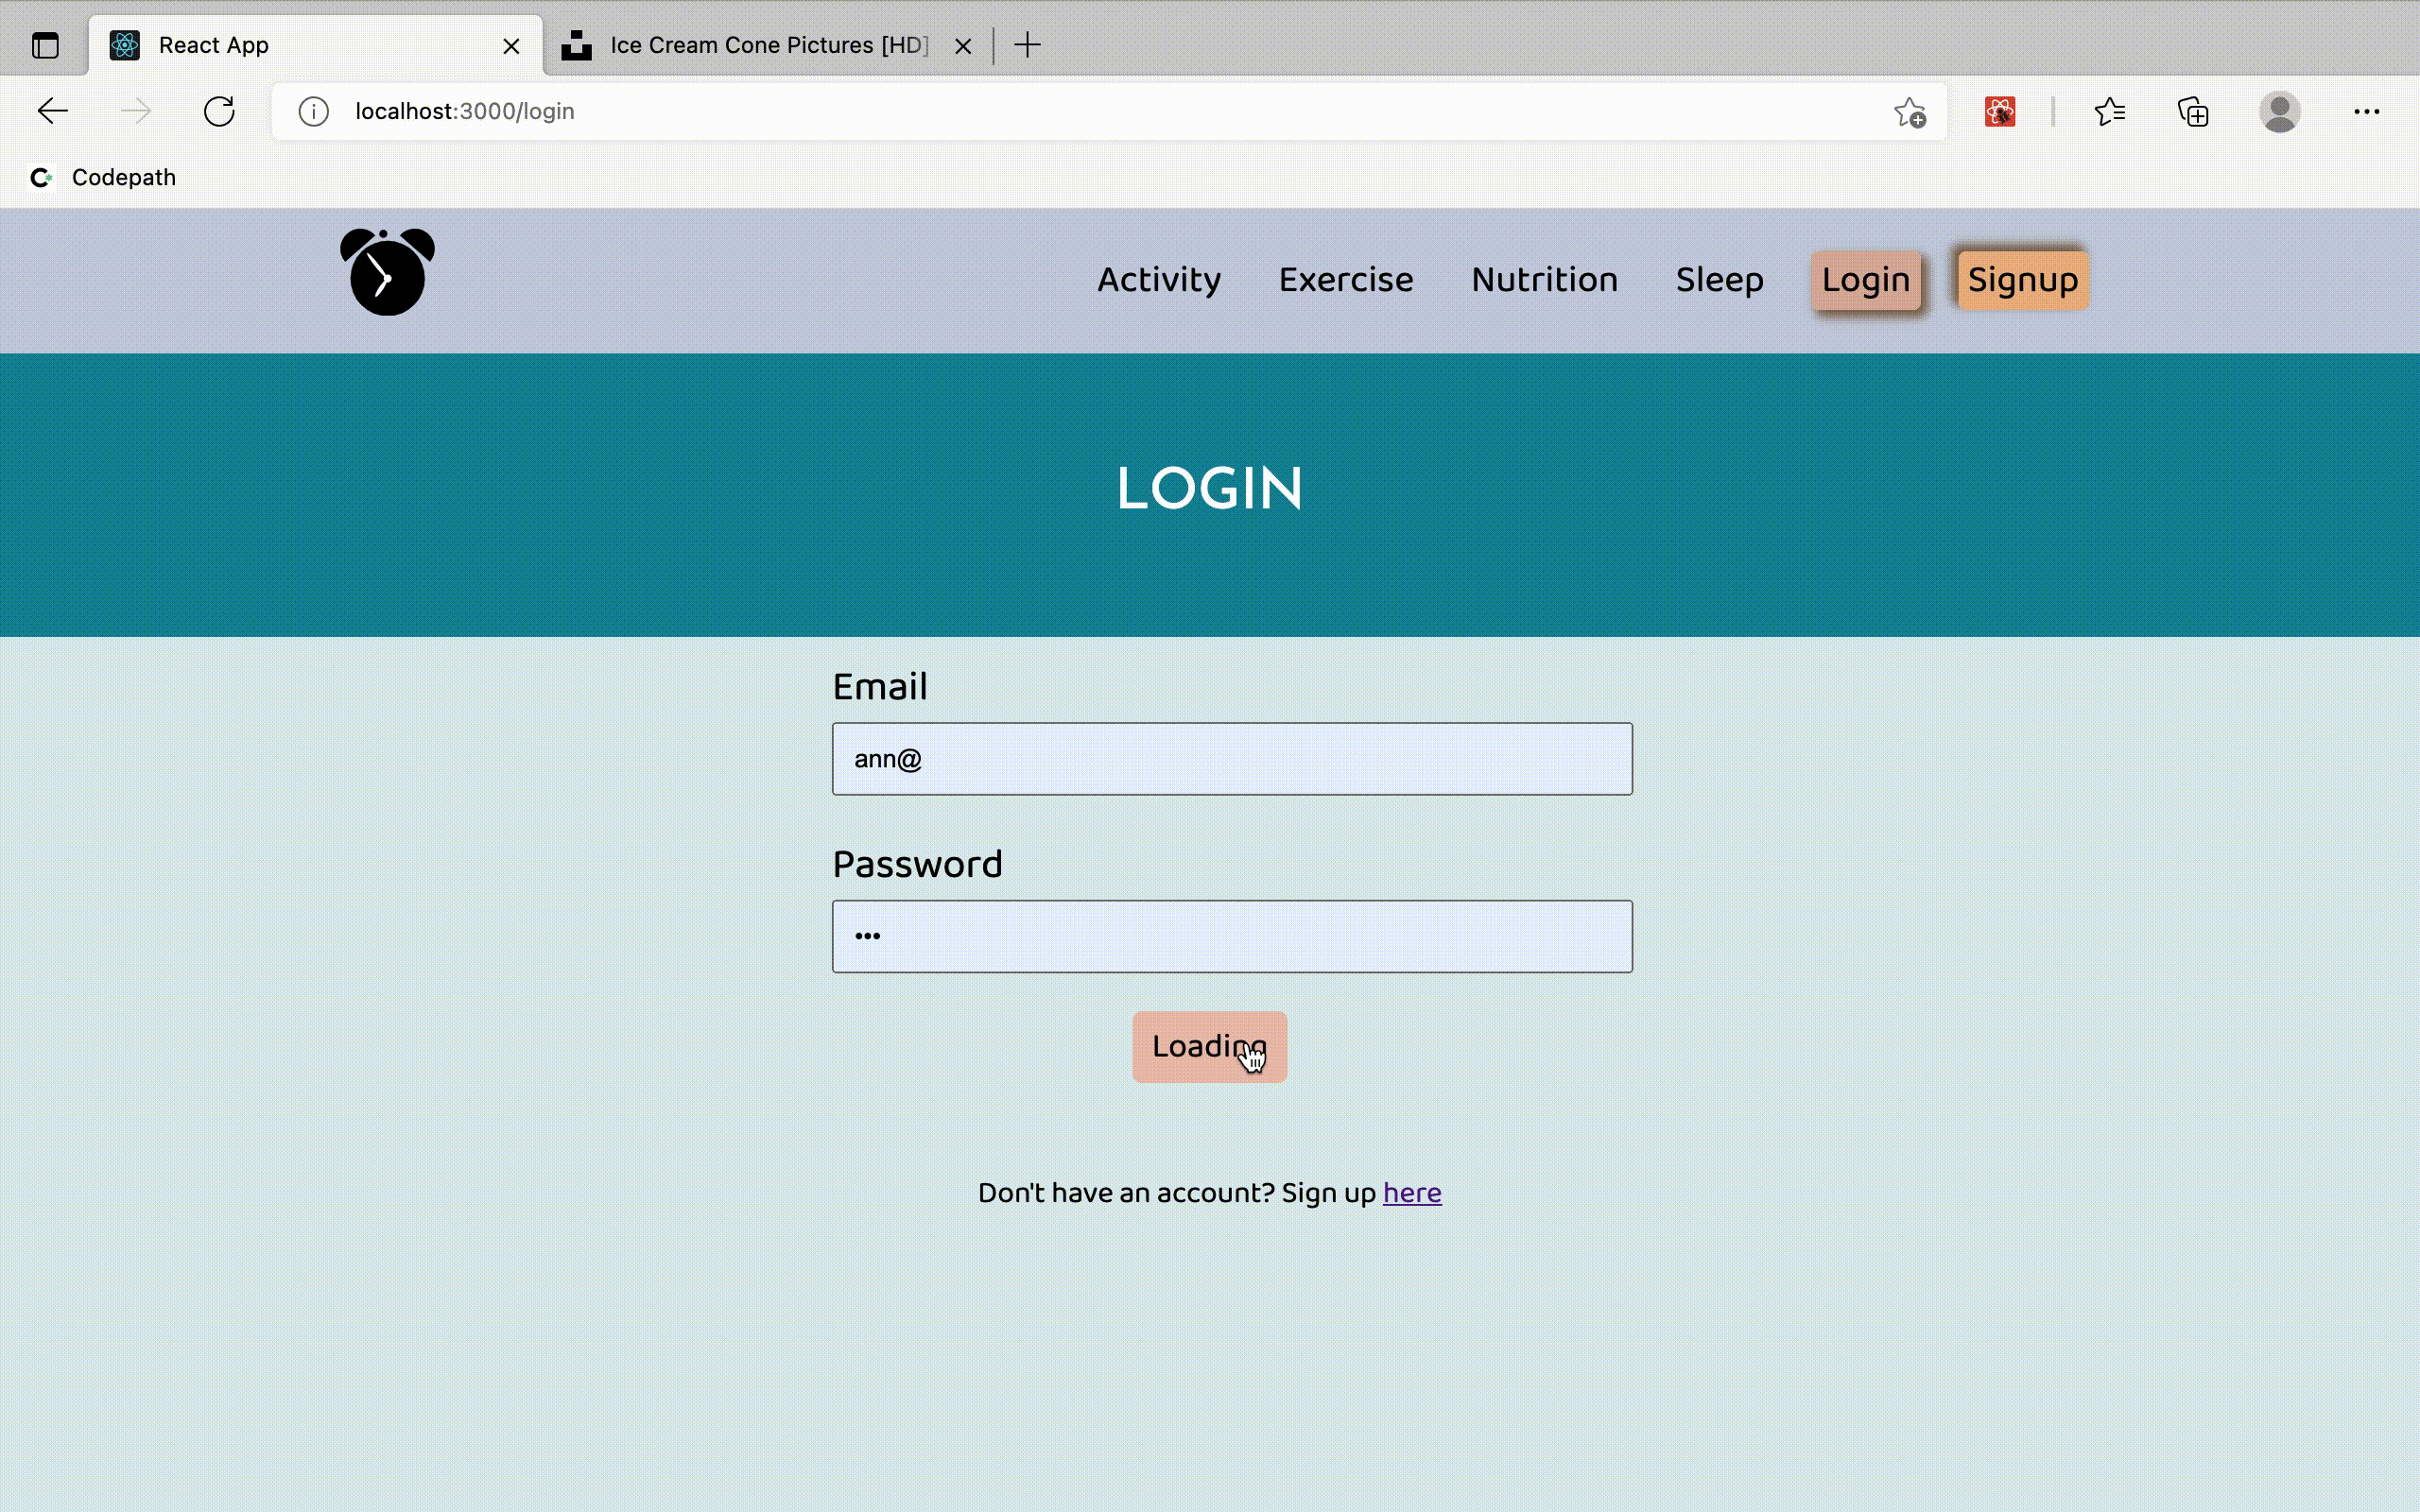 React App
Ice Cream Cone Pictures [HD]
localhost:3000/login
Codepath
Activity Exercise Nutrition Sleep Login Signup
LOGIN
Email
ann@
Password
•••
Loading
Don't have an account? Sign up here